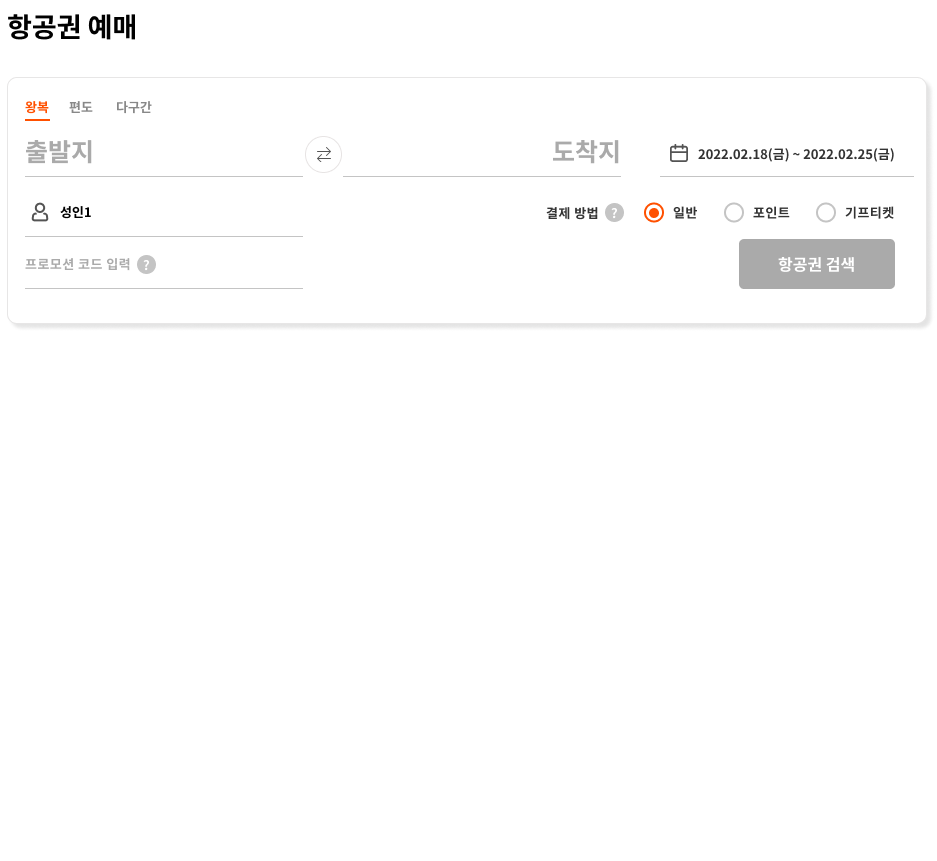 항공권 예매
왕복 편도 다구간
출발지 도착지 2022.02.18(금) ~ 2022.02.25(금)
성인1 결제 방법 ? 일반 포인트 기프티켓
프로모션 코드 입력 ? 항공권 검색